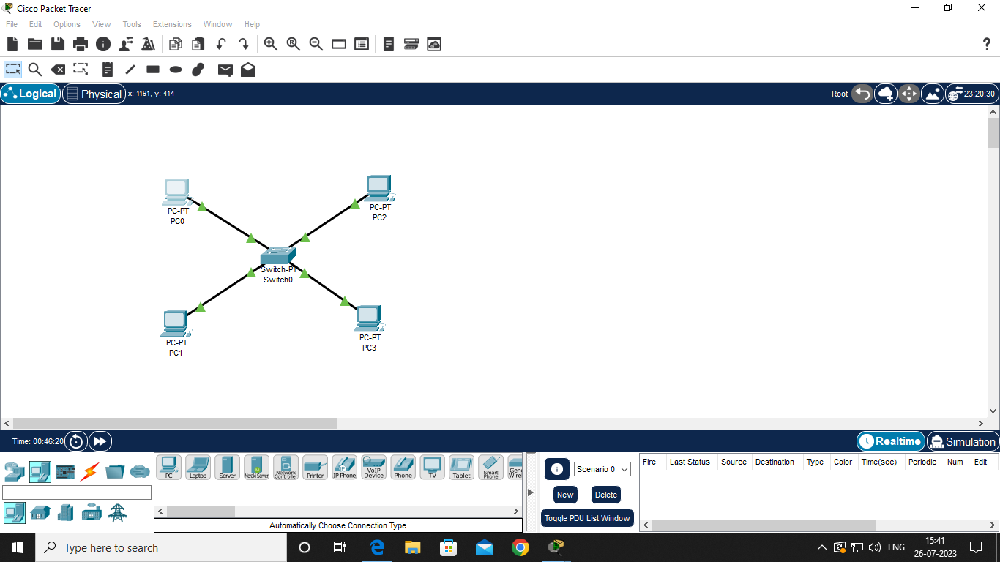 Cisco Packet Tracer
File Edit Options View Tools Extensions Window Help
?
Logical Physical x: 1191, y: 414 Root 23:20:30
PC-PT
PC0
PC-PT
PC2
Switch-PT
Switch0
PC-PT
PC1
PC-PT
PC3
Time: 00:46:20 Realtime Simulation
PC Laptop Server Meraki Server Network Controller Printer IP Phone VoIP Device Phone TV Tablet Smart Phone
Automatically Choose Connection Type
Scenario 0
New Delete
Toggle PDU List Window
Fire Last Status Source Destination Type Color Time(sec) Periodic Num Edit
Type here to search
ENG
15:41
26-07-2023